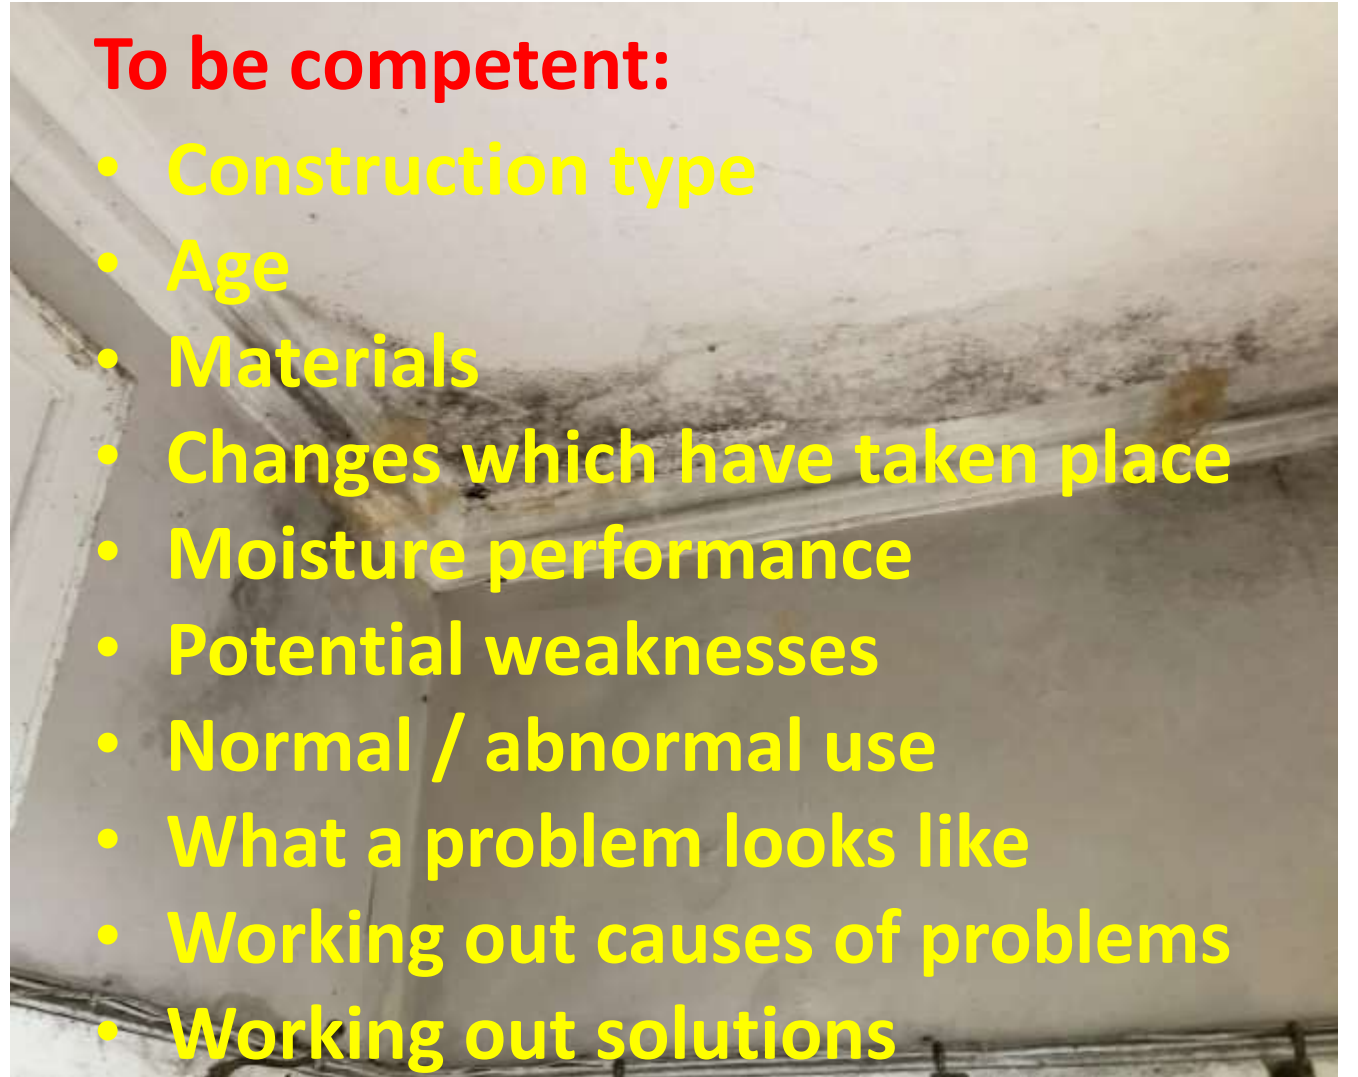 To be competent:
• Construction type
• Age
• Materials
• Changes which have taken place
• Moisture performance
• Potential weaknesses
• Normal / abnormal use
• What a problem looks like
• Working out causes of problems
• Working out solutions